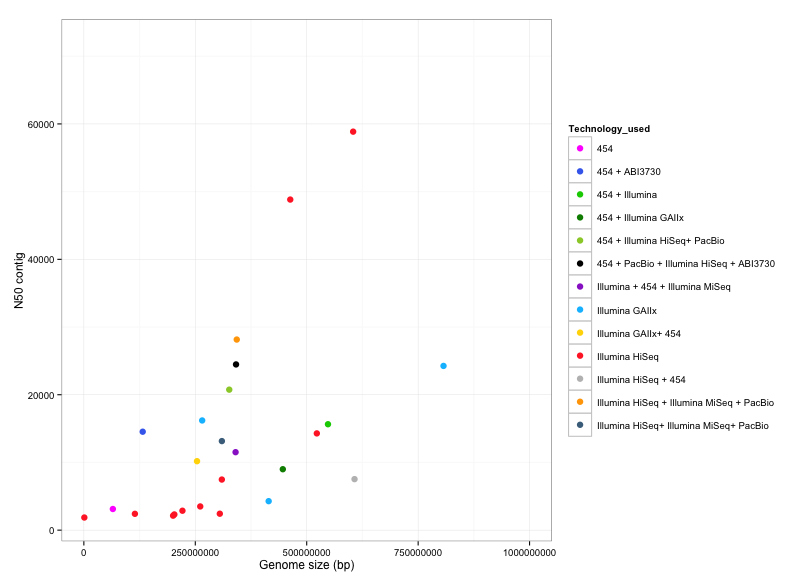 60000
40000
20000
0
N50 contig
0
250000000
500000000
750000000
1000000000
Genome size (bp)
Technology_used
454
454 + ABI3730
454 + Illumina
454 + Illumina GAIIx
454 + Illumina HiSeq+ PacBio
454 + PacBio + Illumina HiSeq + ABI3730
Illumina + 454 + Illumina MiSeq
Illumina GAIIx
Illumina GAIIx+ 454
Illumina HiSeq
Illumina HiSeq + 454
Illumina HiSeq + Illumina MiSeq + PacBio
Illumina HiSeq+ Illumina MiSeq+ PacBio